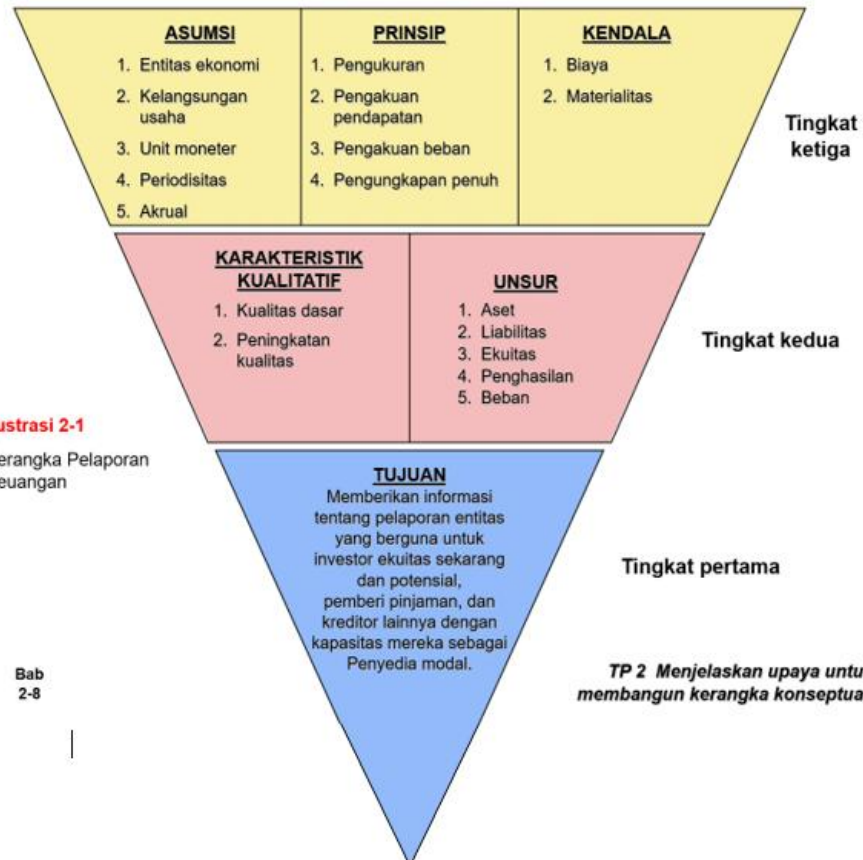 ASUMSI
1. Entitas ekonomi
2. Kelangsungan
usaha
3. Unit moneter
4. Periodisitas
5. Akrual
PRINSIP
1. Pengukuran
2. Pengakuan
pendapatan
3. Pengakuan beban
4. Pengungkapan penuh
KENDALA
1. Biaya
2. Materialitas
Tingkat
ketiga
KARAKTERISTIK
KUALITATIF
1. Kualitas dasar
2. Peningkatan
kualitas
UNSUR
1. Aset
2. Liabilitas
3. Ekuitas
4. Penghasilan
5. Beban
Tingkat kedua
ustrasi 2-1
erangka Pelaporan
euangan
TUJUAN
Memberikan informasi
tentang pelaporan entitas
yang berguna untuk
investor ekuitas sekarang
dan potensial,
pemberi pinjaman, dan
kreditor lainnya dengan
kapasitas mereka sebagai
Penyedia modal.
Tingkat pertama
Bab
2-8
TP 2 Menjelaskan upaya untu
membangun kerangka konseptua